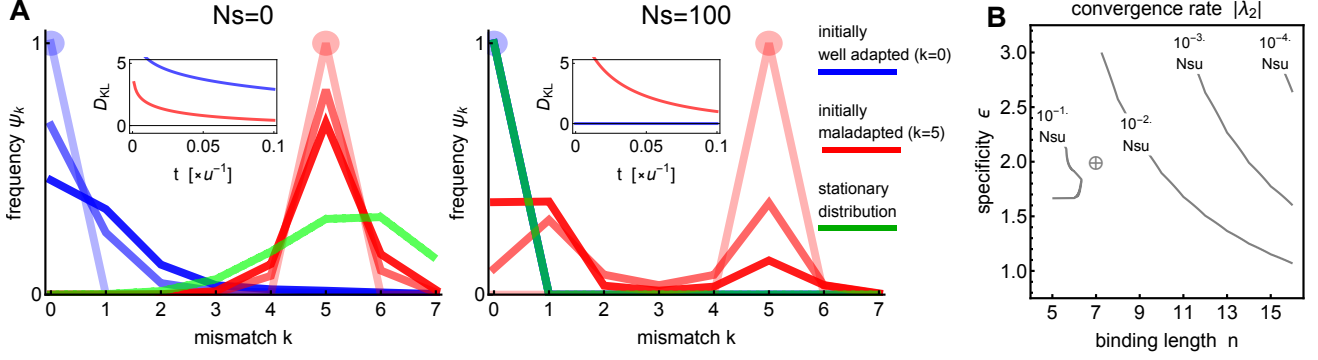 A
Ns=0
frequency ψk
1
0
0 1 2 3 4 5 6 7
mismatch k
5
DKL
0
0 0.05 0.1
t [×u⁻¹]
Ns=100
frequency ψk
1
0
0 1 2 3 4 5 6 7
mismatch k
5
DKL
0
0 0.05 0.1
t [×u⁻¹]
initially
well adapted (k=0)
initially
maladapted (k=5)
stationary
distribution
B
convergence rate |λ₂|
specificity ϵ
3.0
2.5
2.0
1.5
1.0
10⁻¹·
Nsu
10⁻²·
Nsu
10⁻³·
Nsu
10⁻⁴·
Nsu
5 7 9 11 13 15
binding length n